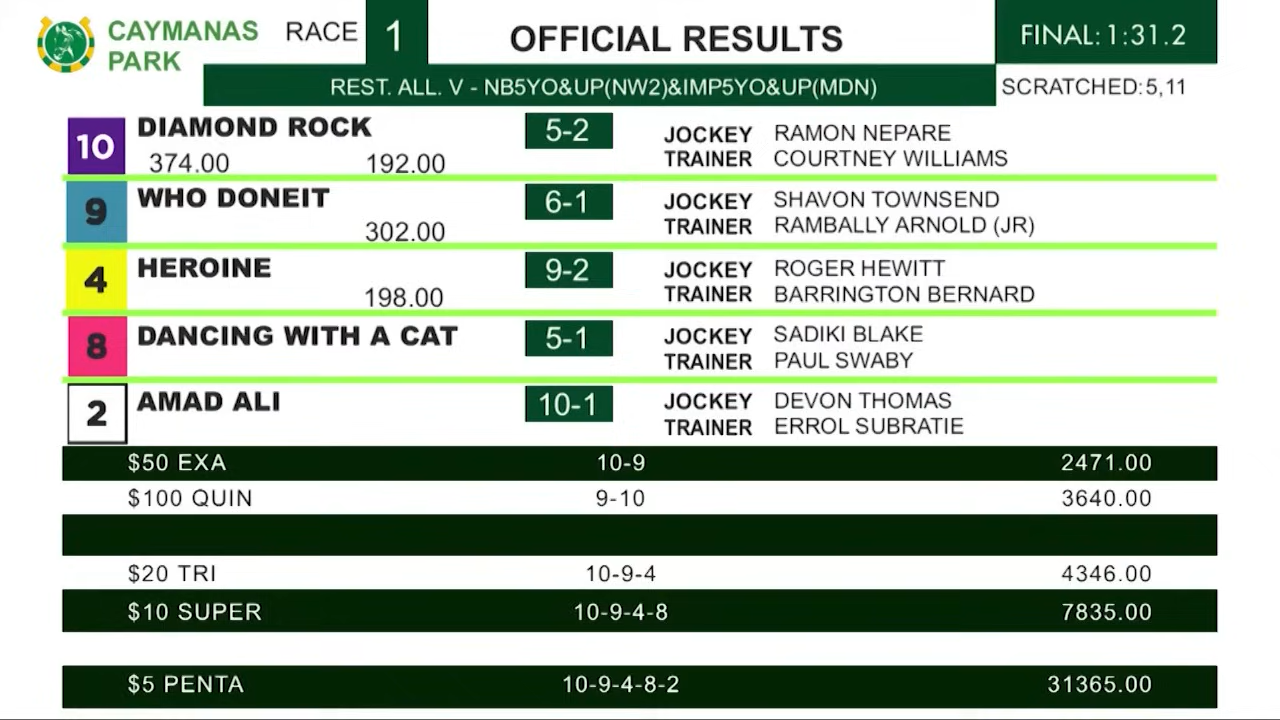 CAYMANAS PARK
RACE 1
OFFICIAL RESULTS
FINAL: 1:31.2
REST. ALL. V - NB5YO&UP(NW2)&IMP5YO&UP(MDN)
SCRATCHED: 5,11
10 DIAMOND ROCK 5-2 JOCKEY RAMON NEPARE
374.00 192.00 TRAINER COURTNEY WILLIAMS
9 WHO DONEIT 6-1 JOCKEY SHAVON TOWNSEND
302.00 TRAINER RAMBALLY ARNOLD (JR)
4 HEROINE 9-2 JOCKEY ROGER HEWITT
198.00 TRAINER BARRINGTON BERNARD
8 DANCING WITH A CAT 5-1 JOCKEY SADIKI BLAKE
TRAINER PAUL SWABY
2 AMAD ALI 10-1 JOCKEY DEVON THOMAS
TRAINER ERROL SUBRATIE
$50 EXA 10-9 2471.00
$100 QUIN 9-10 3640.00
$20 TRI 10-9-4 4346.00
$10 SUPER 10-9-4-8 7835.00
$5 PENTA 10-9-4-8-2 31365.00